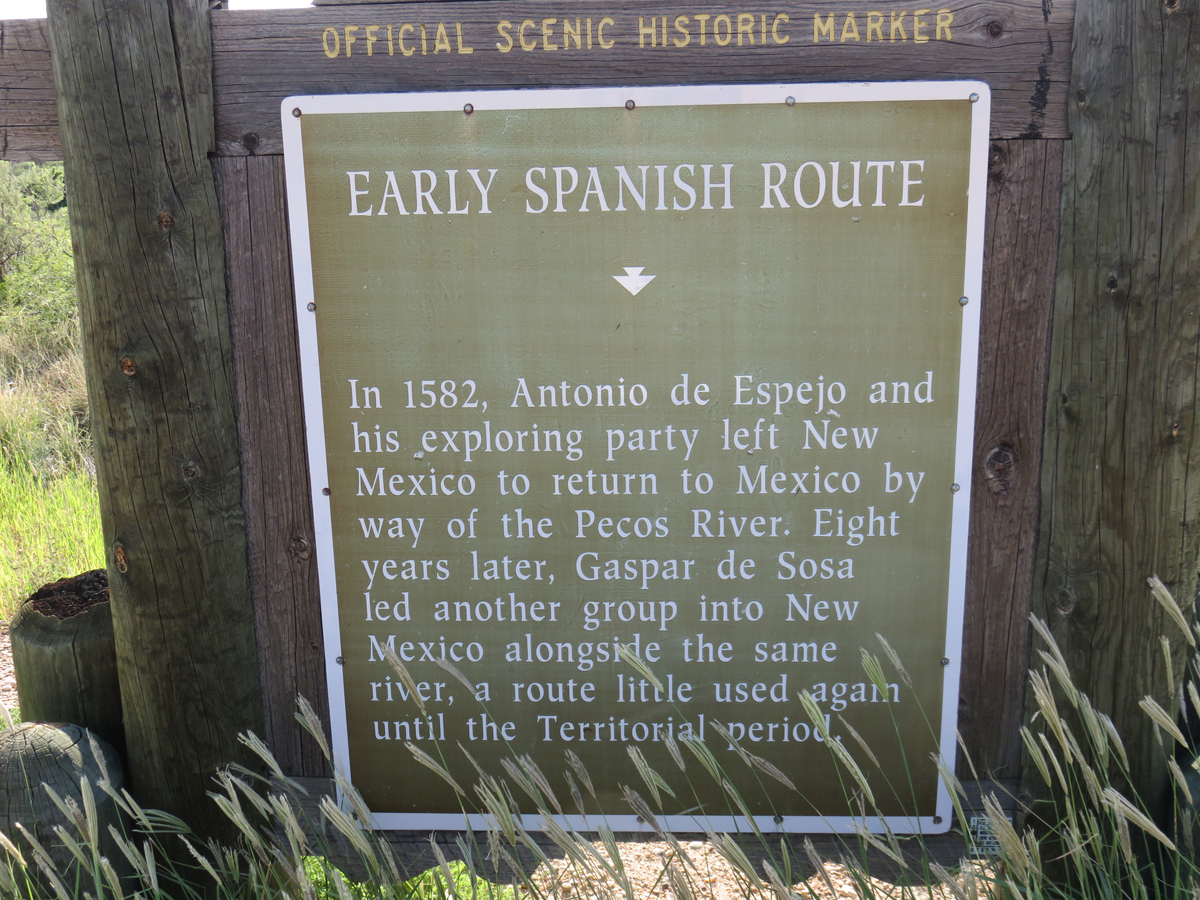 OFFICIAL SCENIC HISTORIC MARKER
EARLY SPANISH ROUTE
In 1582, Antonio de Espejo and
his exploring party left New
Mexico to return to Mexico by
way of the Pecos River. Eight
years later, Gaspar de Sosa
led another group into New
Mexico alongside the same
river, a route little used again
until the Territorial period.